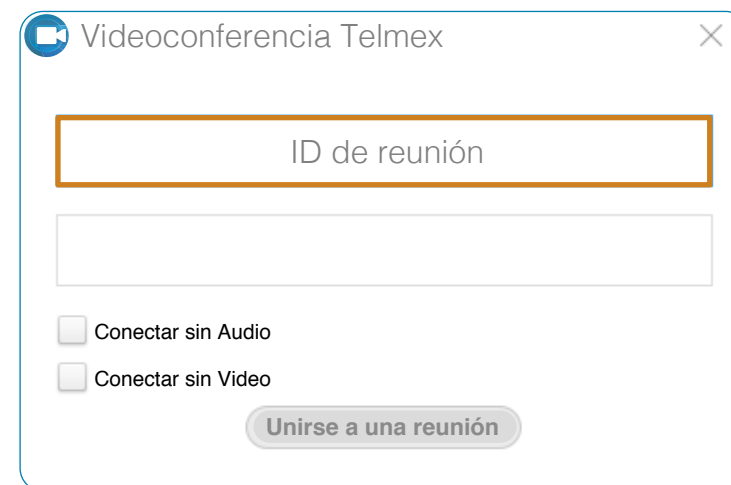 Videoconferencia Telmex
ID de reunión
Conectar sin Audio
Conectar sin Video
Unirse a una reunión